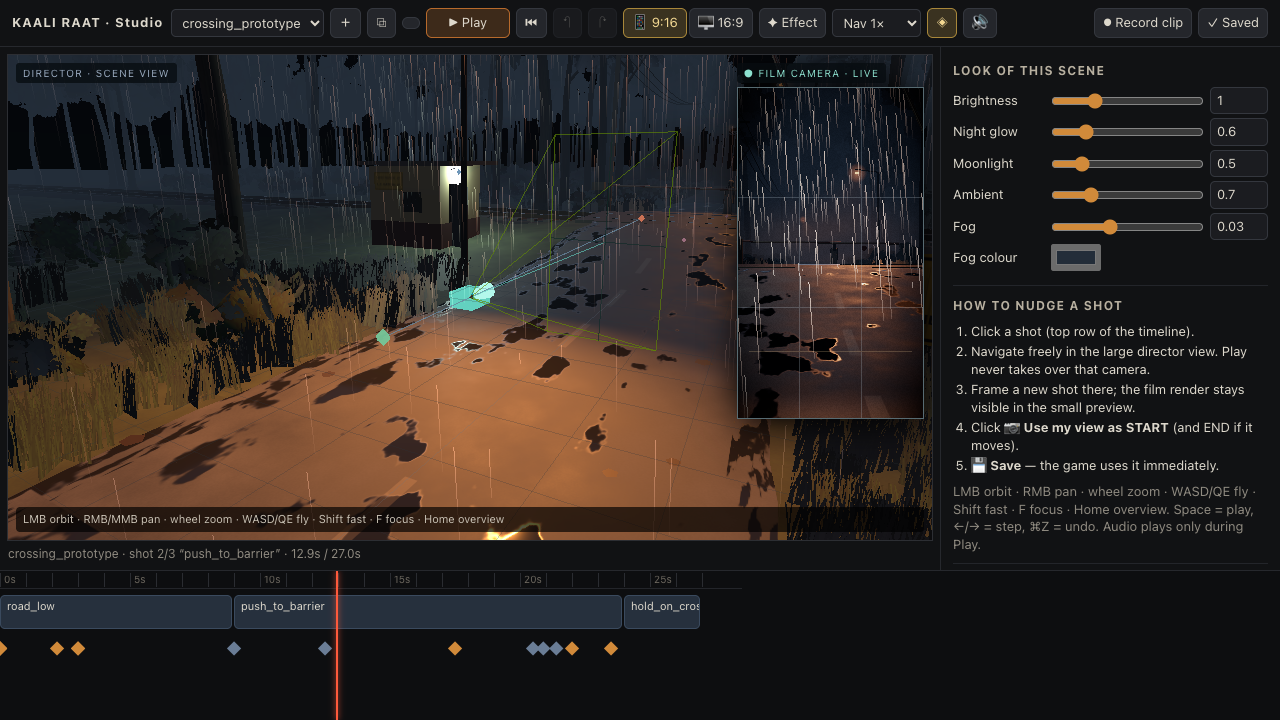 KAALI RAAT · Studio
crossing_prototype
+
▶ Play
9:16
16:9
✦ Effect
Nav 1×
● Record clip
✓ Saved
DIRECTOR · SCENE VIEW
FILM CAMERA · LIVE
LMB orbit · RMB/MMB pan · wheel zoom · WASD/QE fly · Shift fast · F focus · Home overview
crossing_prototype · shot 2/3 “push_to_barrier” · 12.9s / 27.0s
LOOK OF THIS SCENE
Brightness 1
Night glow 0.6
Moonlight 0.5
Ambient 0.7
Fog 0.03
Fog colour
HOW TO NUDGE A SHOT
1. Click a shot (top row of the timeline).
2. Navigate freely in the large director view. Play
never takes over that camera.
3. Frame a new shot there; the film render stays
visible in the small preview.
4. Click 📷 Use my view as START (and END if it
moves).
5. 💾 Save — the game uses it immediately.
LMB orbit · RMB pan · wheel zoom · WASD/QE fly ·
Shift fast · F focus · Home overview. Space = play,
←/→ = step, ⌘Z = undo. Audio plays only during
Play.
0s 5s 10s 15s 20s 25s
road_low push_to_barrier hold_on_cros